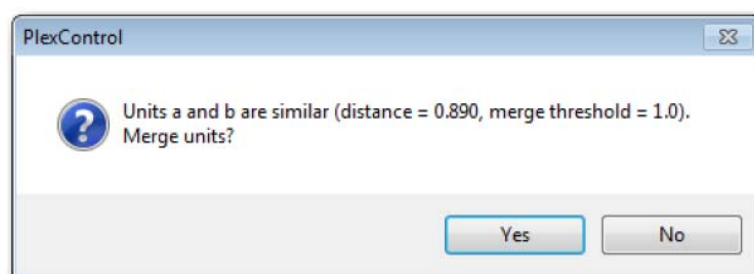 PlexControl
Units a and b are similar (distance = 0.890, merge threshold = 1.0).
Merge units?
Yes No